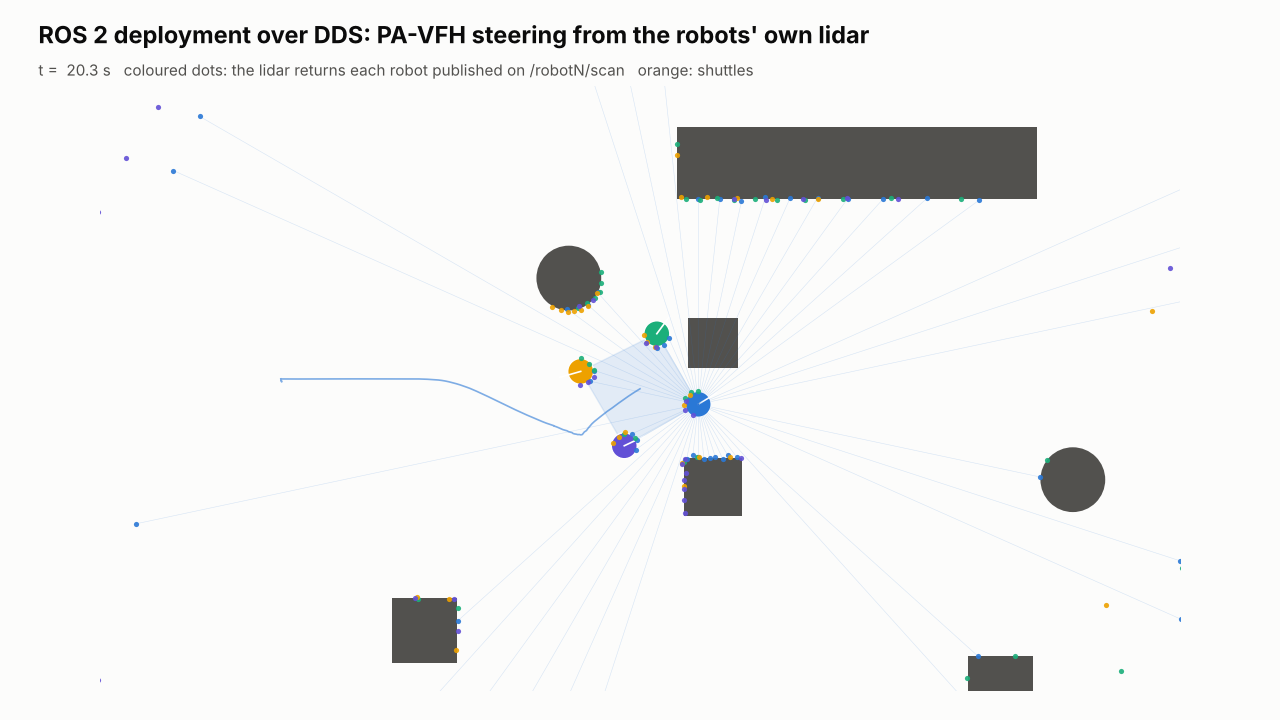 ROS 2 deployment over DDS: PA-VFH steering from the robots' own lidar
t =  20.3 s   coloured dots: the lidar returns each robot published on /robotN/scan   orange: shuttles